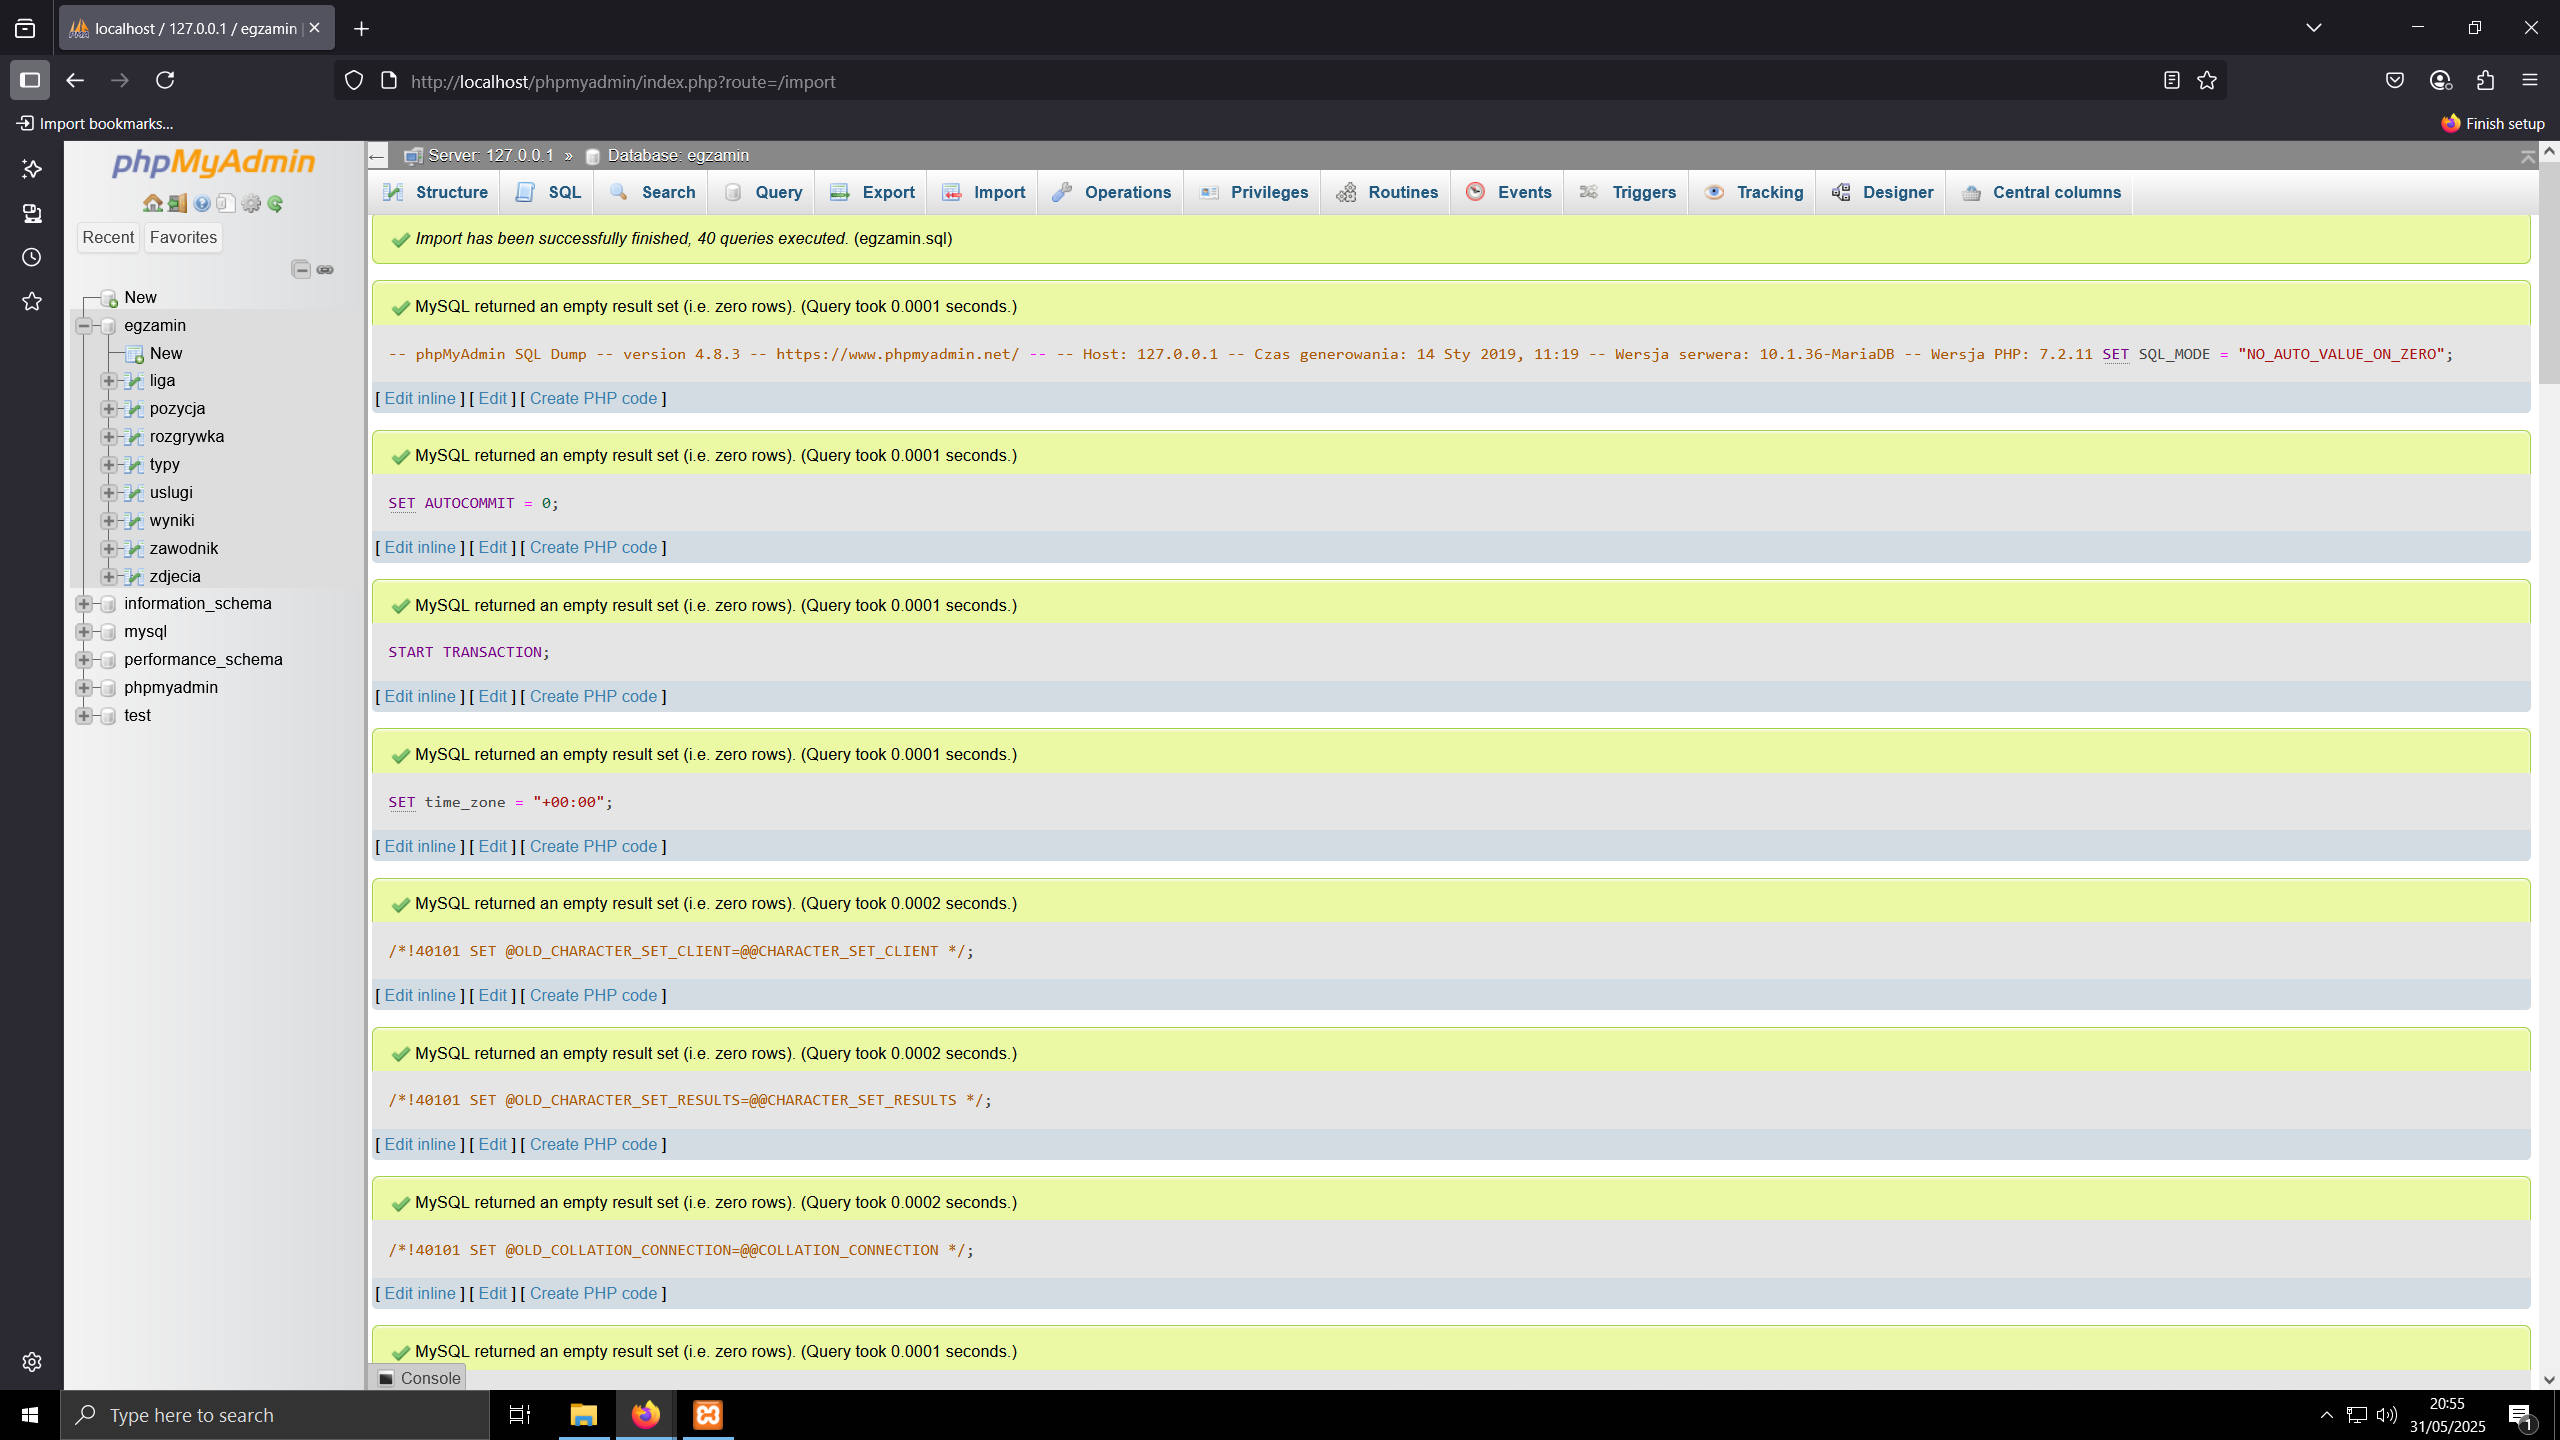 localhost / 127.0.0.1 / egzamin |
http://localhost/phpmyadmin/index.php?route=/import
Import bookmarks...
Finish setup
phpMyAdmin
Recent
Favorites
New
egzamin
New
liga
pozycja
rozgrywka
typy
uslugi
wyniki
zawodnik
zdjecia
information_schema
mysql
performance_schema
phpmyadmin
test
Server: 127.0.0.1 » Database: egzamin
Structure SQL Search Query Export Import Operations Privileges Routines Events Triggers Tracking Designer Central columns
Import has been successfully finished, 40 queries executed. (egzamin.sql)
MySQL returned an empty result set (i.e. zero rows). (Query took 0.0001 seconds.)
-- phpMyAdmin SQL Dump -- version 4.8.3 -- https://www.phpmyadmin.net/ -- -- Host: 127.0.0.1 -- Czas generowania: 14 Sty 2019, 11:19 -- Wersja serwera: 10.1.36-MariaDB -- Wersja PHP: 7.2.11 SET SQL_MODE = "NO_AUTO_VALUE_ON_ZERO";
[ Edit inline ] [ Edit ] [ Create PHP code ]
MySQL returned an empty result set (i.e. zero rows). (Query took 0.0001 seconds.)
SET AUTOCOMMIT = 0;
[ Edit inline ] [ Edit ] [ Create PHP code ]
MySQL returned an empty result set (i.e. zero rows). (Query took 0.0001 seconds.)
START TRANSACTION;
[ Edit inline ] [ Edit ] [ Create PHP code ]
MySQL returned an empty result set (i.e. zero rows). (Query took 0.0001 seconds.)
SET time_zone = "+00:00";
[ Edit inline ] [ Edit ] [ Create PHP code ]
MySQL returned an empty result set (i.e. zero rows). (Query took 0.0002 seconds.)
/*!40101 SET @OLD_CHARACTER_SET_CLIENT=@@CHARACTER_SET_CLIENT */;
[ Edit inline ] [ Edit ] [ Create PHP code ]
MySQL returned an empty result set (i.e. zero rows). (Query took 0.0002 seconds.)
/*!40101 SET @OLD_CHARACTER_SET_RESULTS=@@CHARACTER_SET_RESULTS */;
[ Edit inline ] [ Edit ] [ Create PHP code ]
MySQL returned an empty result set (i.e. zero rows). (Query took 0.0002 seconds.)
/*!40101 SET @OLD_COLLATION_CONNECTION=@@COLLATION_CONNECTION */;
[ Edit inline ] [ Edit ] [ Create PHP code ]
MySQL returned an empty result set (i.e. zero rows). (Query took 0.0001 seconds.)
Console
Type here to search
20:55
31/05/2025
1